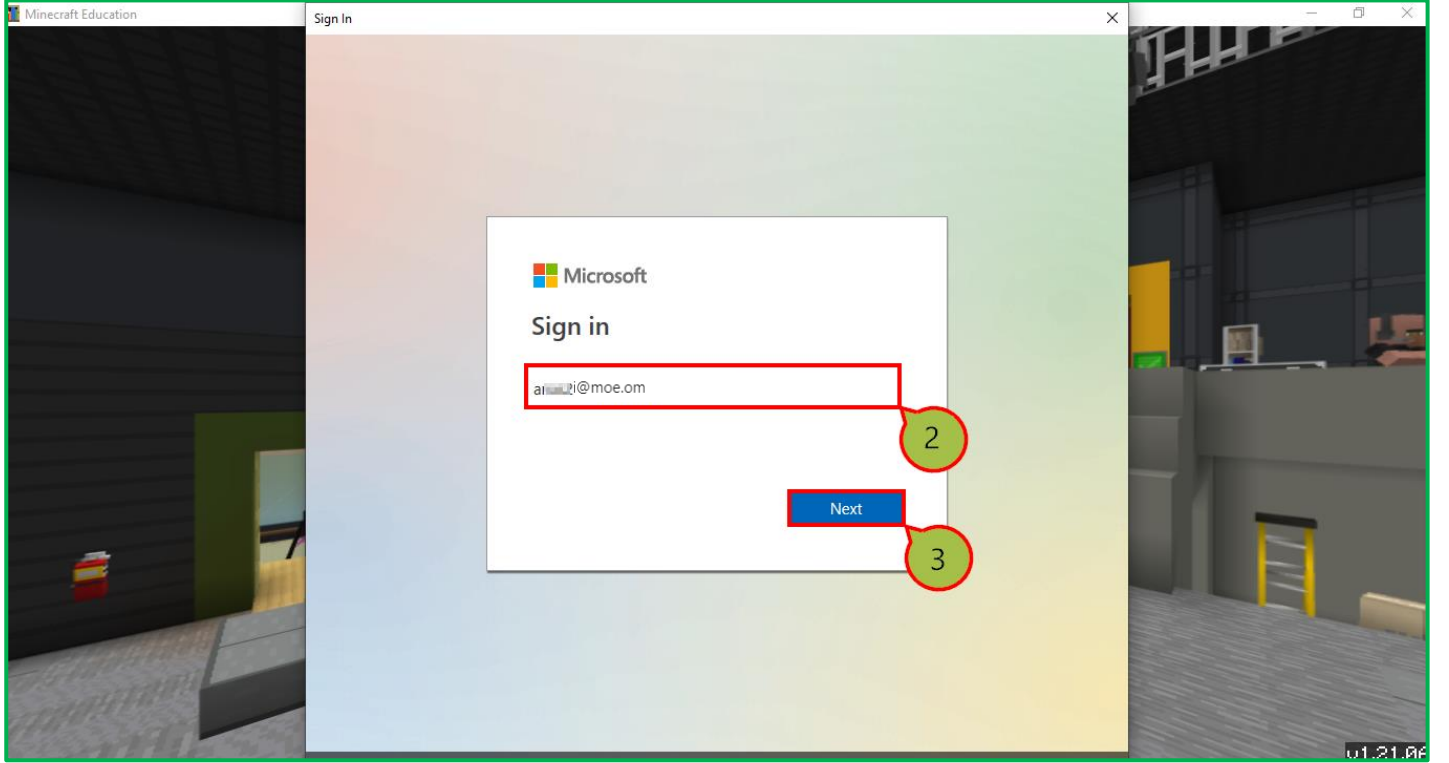 Minecraft Education
Sign In
Microsoft
Sign in
i@moe.om
2
Next
3
v1.21.06